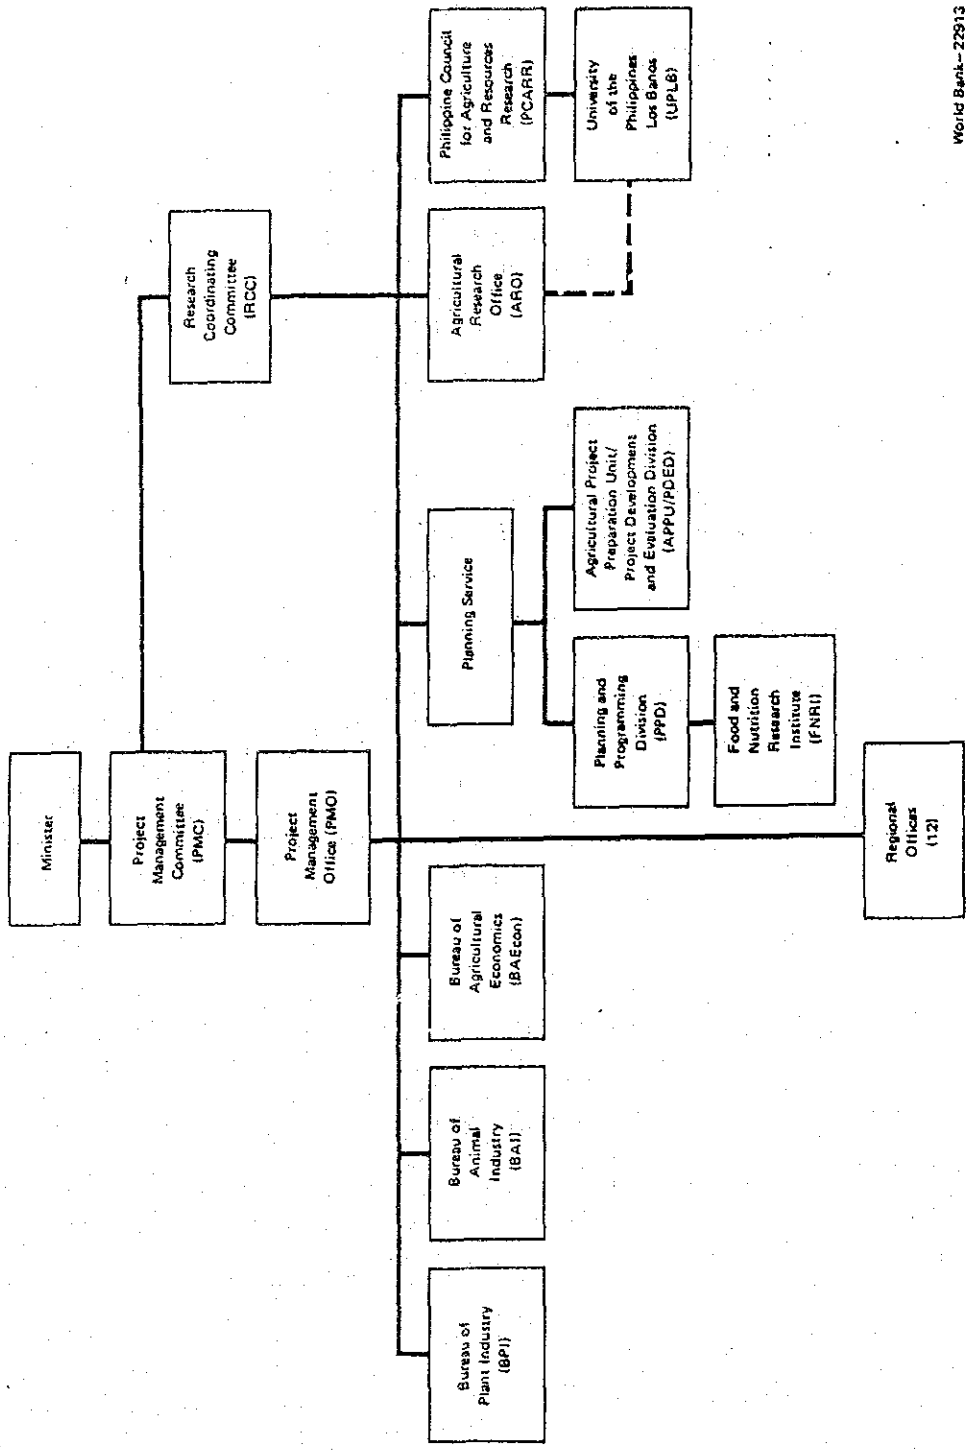 Minister
Project
Management
Committee
(PMC)
Project
Management
Office (PMO)
Research
Coordinating
Committee
(RCC)
Bureau of
Plant Industry
(BPI)
Bureau of
Animal
Industry
(BAI)
Bureau of
Agricultural
Economics
(BAEcon)
Planning Service
Agricultural
Research
Office
(ARO)
Philippine Council
for Agriculture
and Resources
Research
(PCARR)
Planning and
Programming
Division
(PPD)
Agricultural Project
Preparation Unit/
Project Development
and Evaluation Division
(APPU/PDED)
University
of the
Philippines
Los Banos
(UPLB)
Food and
Nutrition
Research
Institute
(FNRI)
Regional
Offices
(12)
World Bank–22913